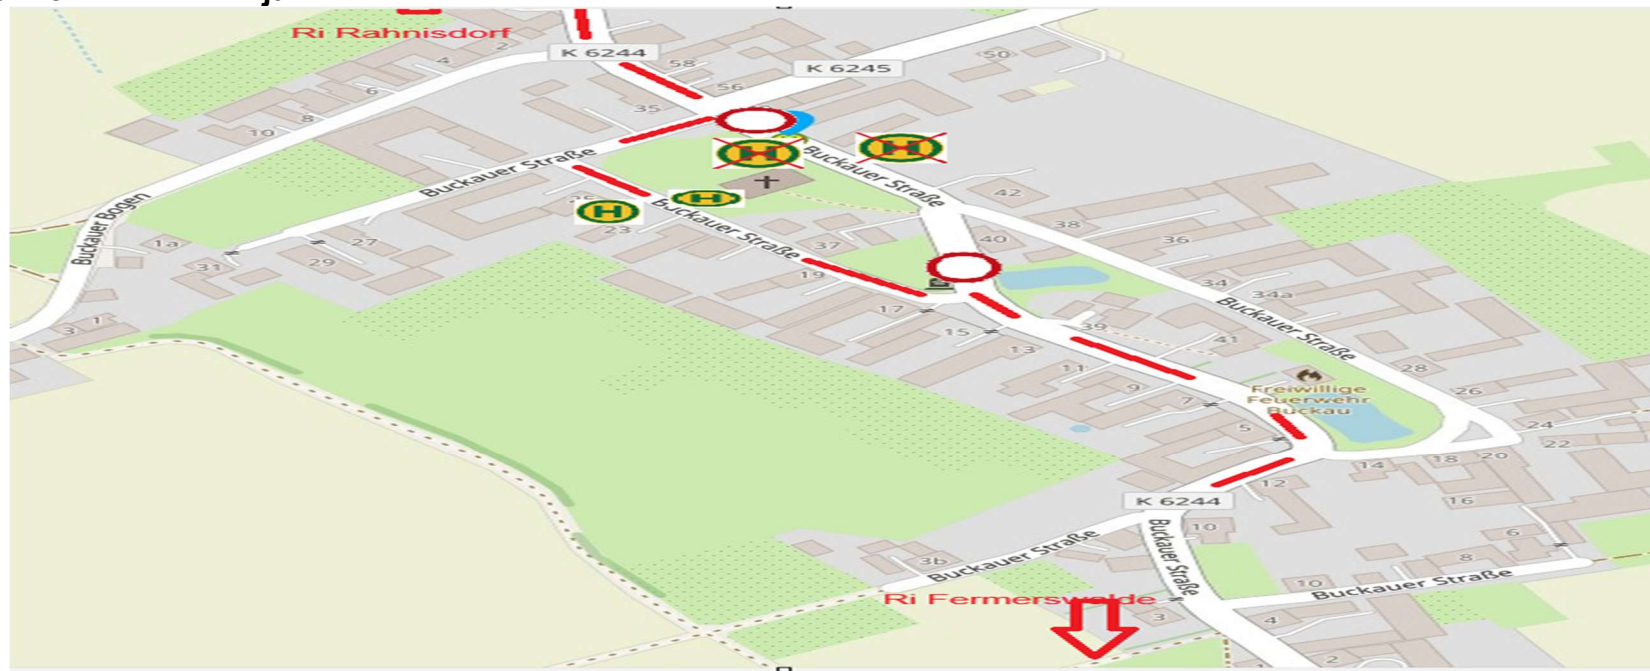 Ri Rahnisdorf
2
K 6244
K 6245
50
4
58
56
6
35
8
10
H
H
Buckauer Straße
Buckauer Straße
42
H
H
Buckauer Bogen
Buckauer Straße
23
38
1a
27
37
40
36
29
31
19
34
34a
Buckauer Straße
17
3
1
15
39
41
13
11
28
9
Freiwillige
Feuerwehr
Buckau
26
7
5
24
22
14
18
20
12
K 6244
16
10
Buckauer Straße
6
Buckauer Straße
3b
8
10
Buckauer Straße
Ri Fermerswalde
3
4
2